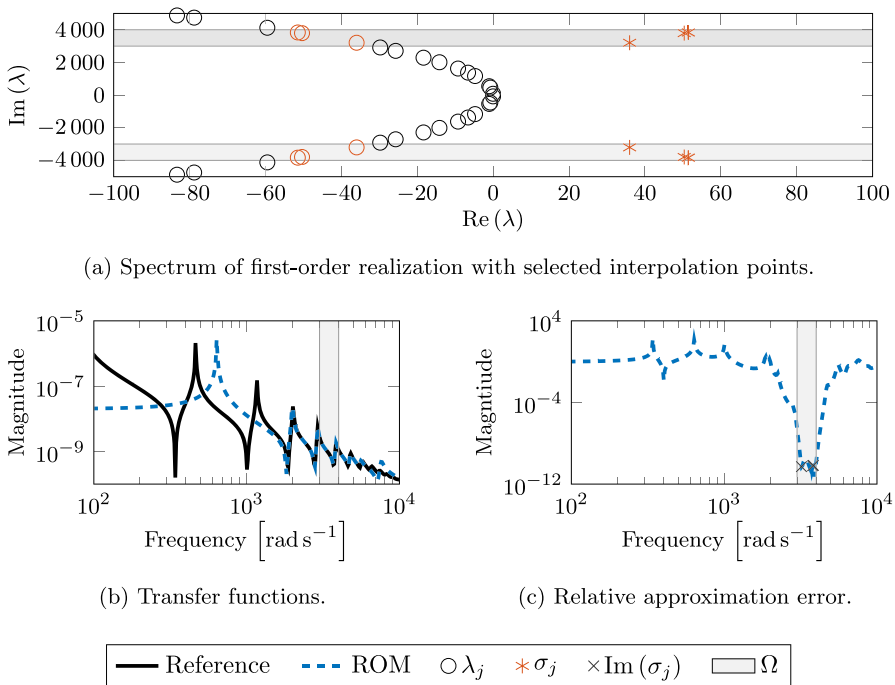 4 000
2 000
0
−2 000
−4 000
Im (λ)
−100
−80
−60
−40
−20
0
20
40
60
80
100
Re (λ)
(a) Spectrum of first-order realization with selected interpolation points.
10^−5
10^−7
10^−9
Magnitude
10^2
10^3
10^4
Frequency [rad s^−1]
(b) Transfer functions.
10^4
10^−4
10^−12
Magntiude
10^2
10^3
10^4
Frequency [rad s^−1]
(c) Relative approximation error.
Reference ROM λ_j σ_j Im (σ_j) Ω